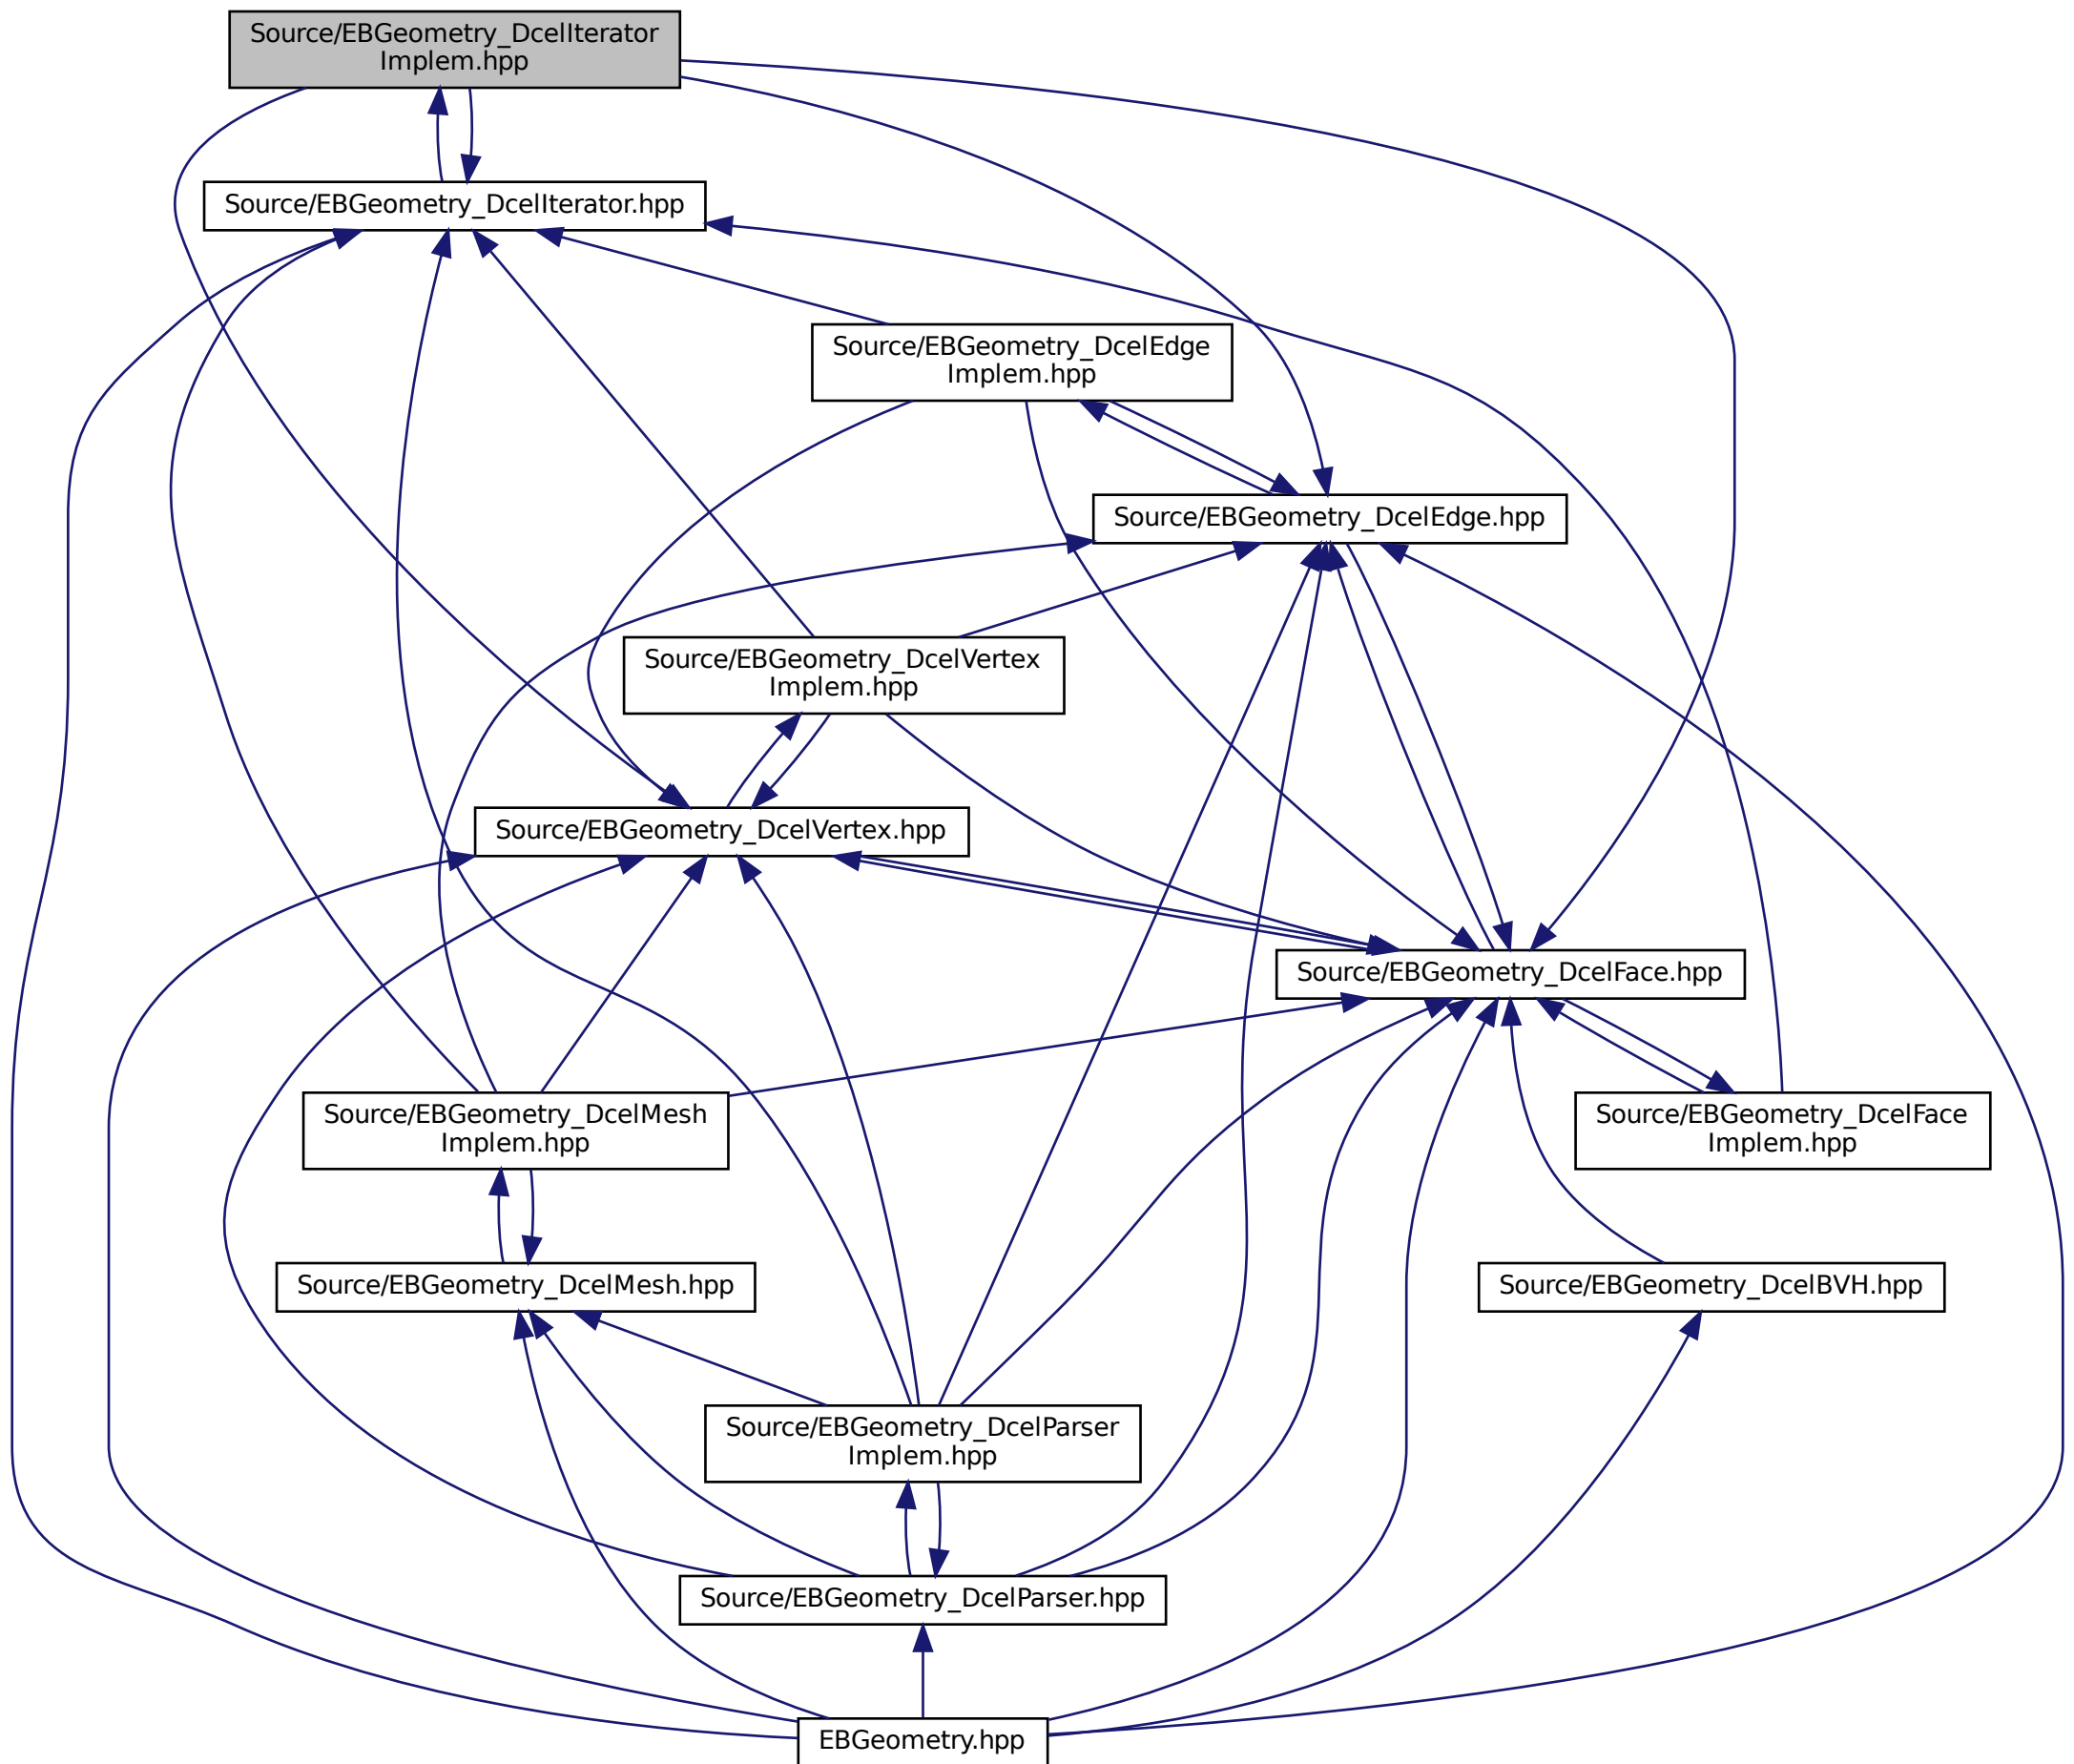 Source/EBGeometry_DcelIterator
Implem.hpp
Source/EBGeometry_DcelIterator.hpp
Source/EBGeometry_DcelEdge
Implem.hpp
Source/EBGeometry_DcelEdge.hpp
Source/EBGeometry_DcelVertex
Implem.hpp
Source/EBGeometry_DcelVertex.hpp
Source/EBGeometry_DcelFace.hpp
Source/EBGeometry_DcelMesh
Implem.hpp
Source/EBGeometry_DcelFace
Implem.hpp
Source/EBGeometry_DcelMesh.hpp
Source/EBGeometry_DcelBVH.hpp
Source/EBGeometry_DcelParser
Implem.hpp
Source/EBGeometry_DcelParser.hpp
EBGeometry.hpp